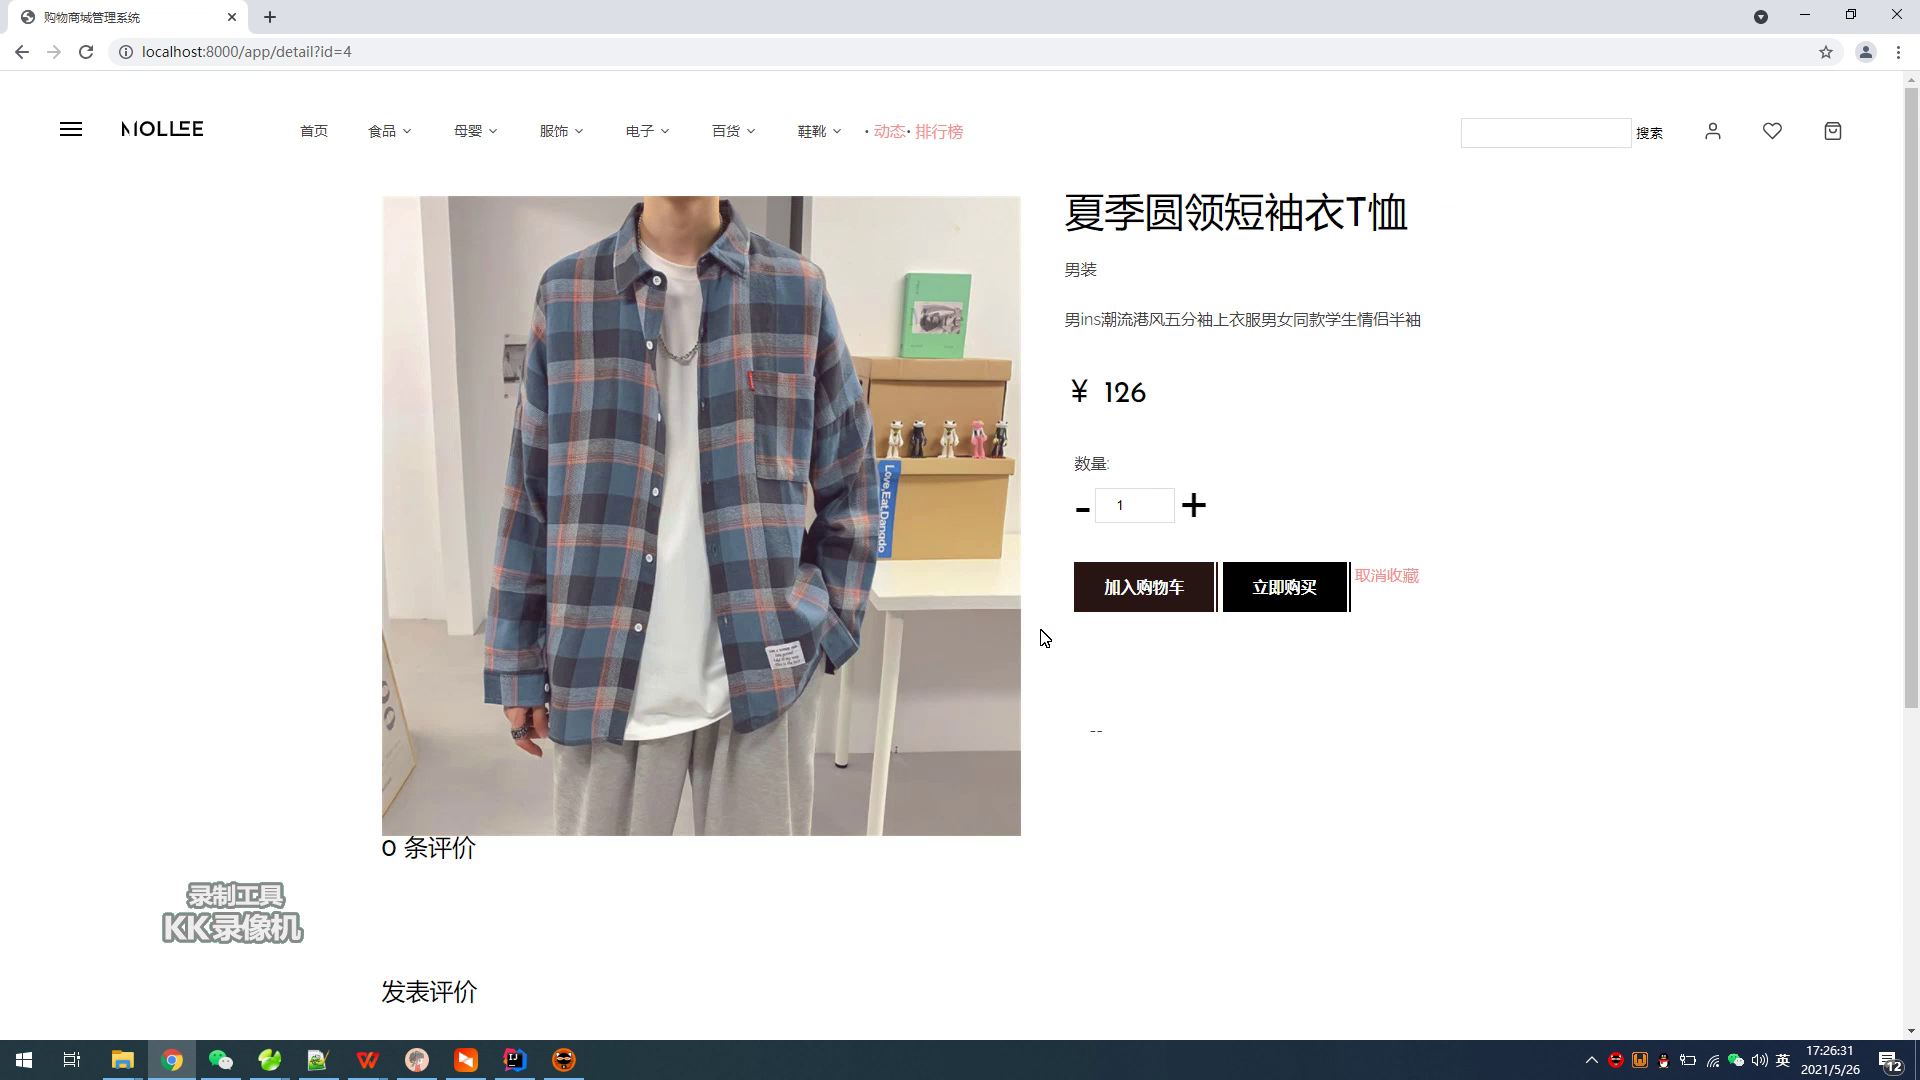 购物商城管理系统
localhost:8000/app/detail?id=4
MOLLEE
首页 食品 母婴 服饰 电子 百货 鞋靴 · 动态· 排行榜
搜索
夏季圆领短袖衣T恤
男装
男ins潮流港风五分袖上衣服男女同款学生情侣半袖
¥ 126
数量:
- 1 +
加入购物车 立即购买 取消收藏
--
Love,Eat,Dangdo
0 条评价
录制工具
KK录像机
发表评价
英
17:26:31
2021/5/26
12